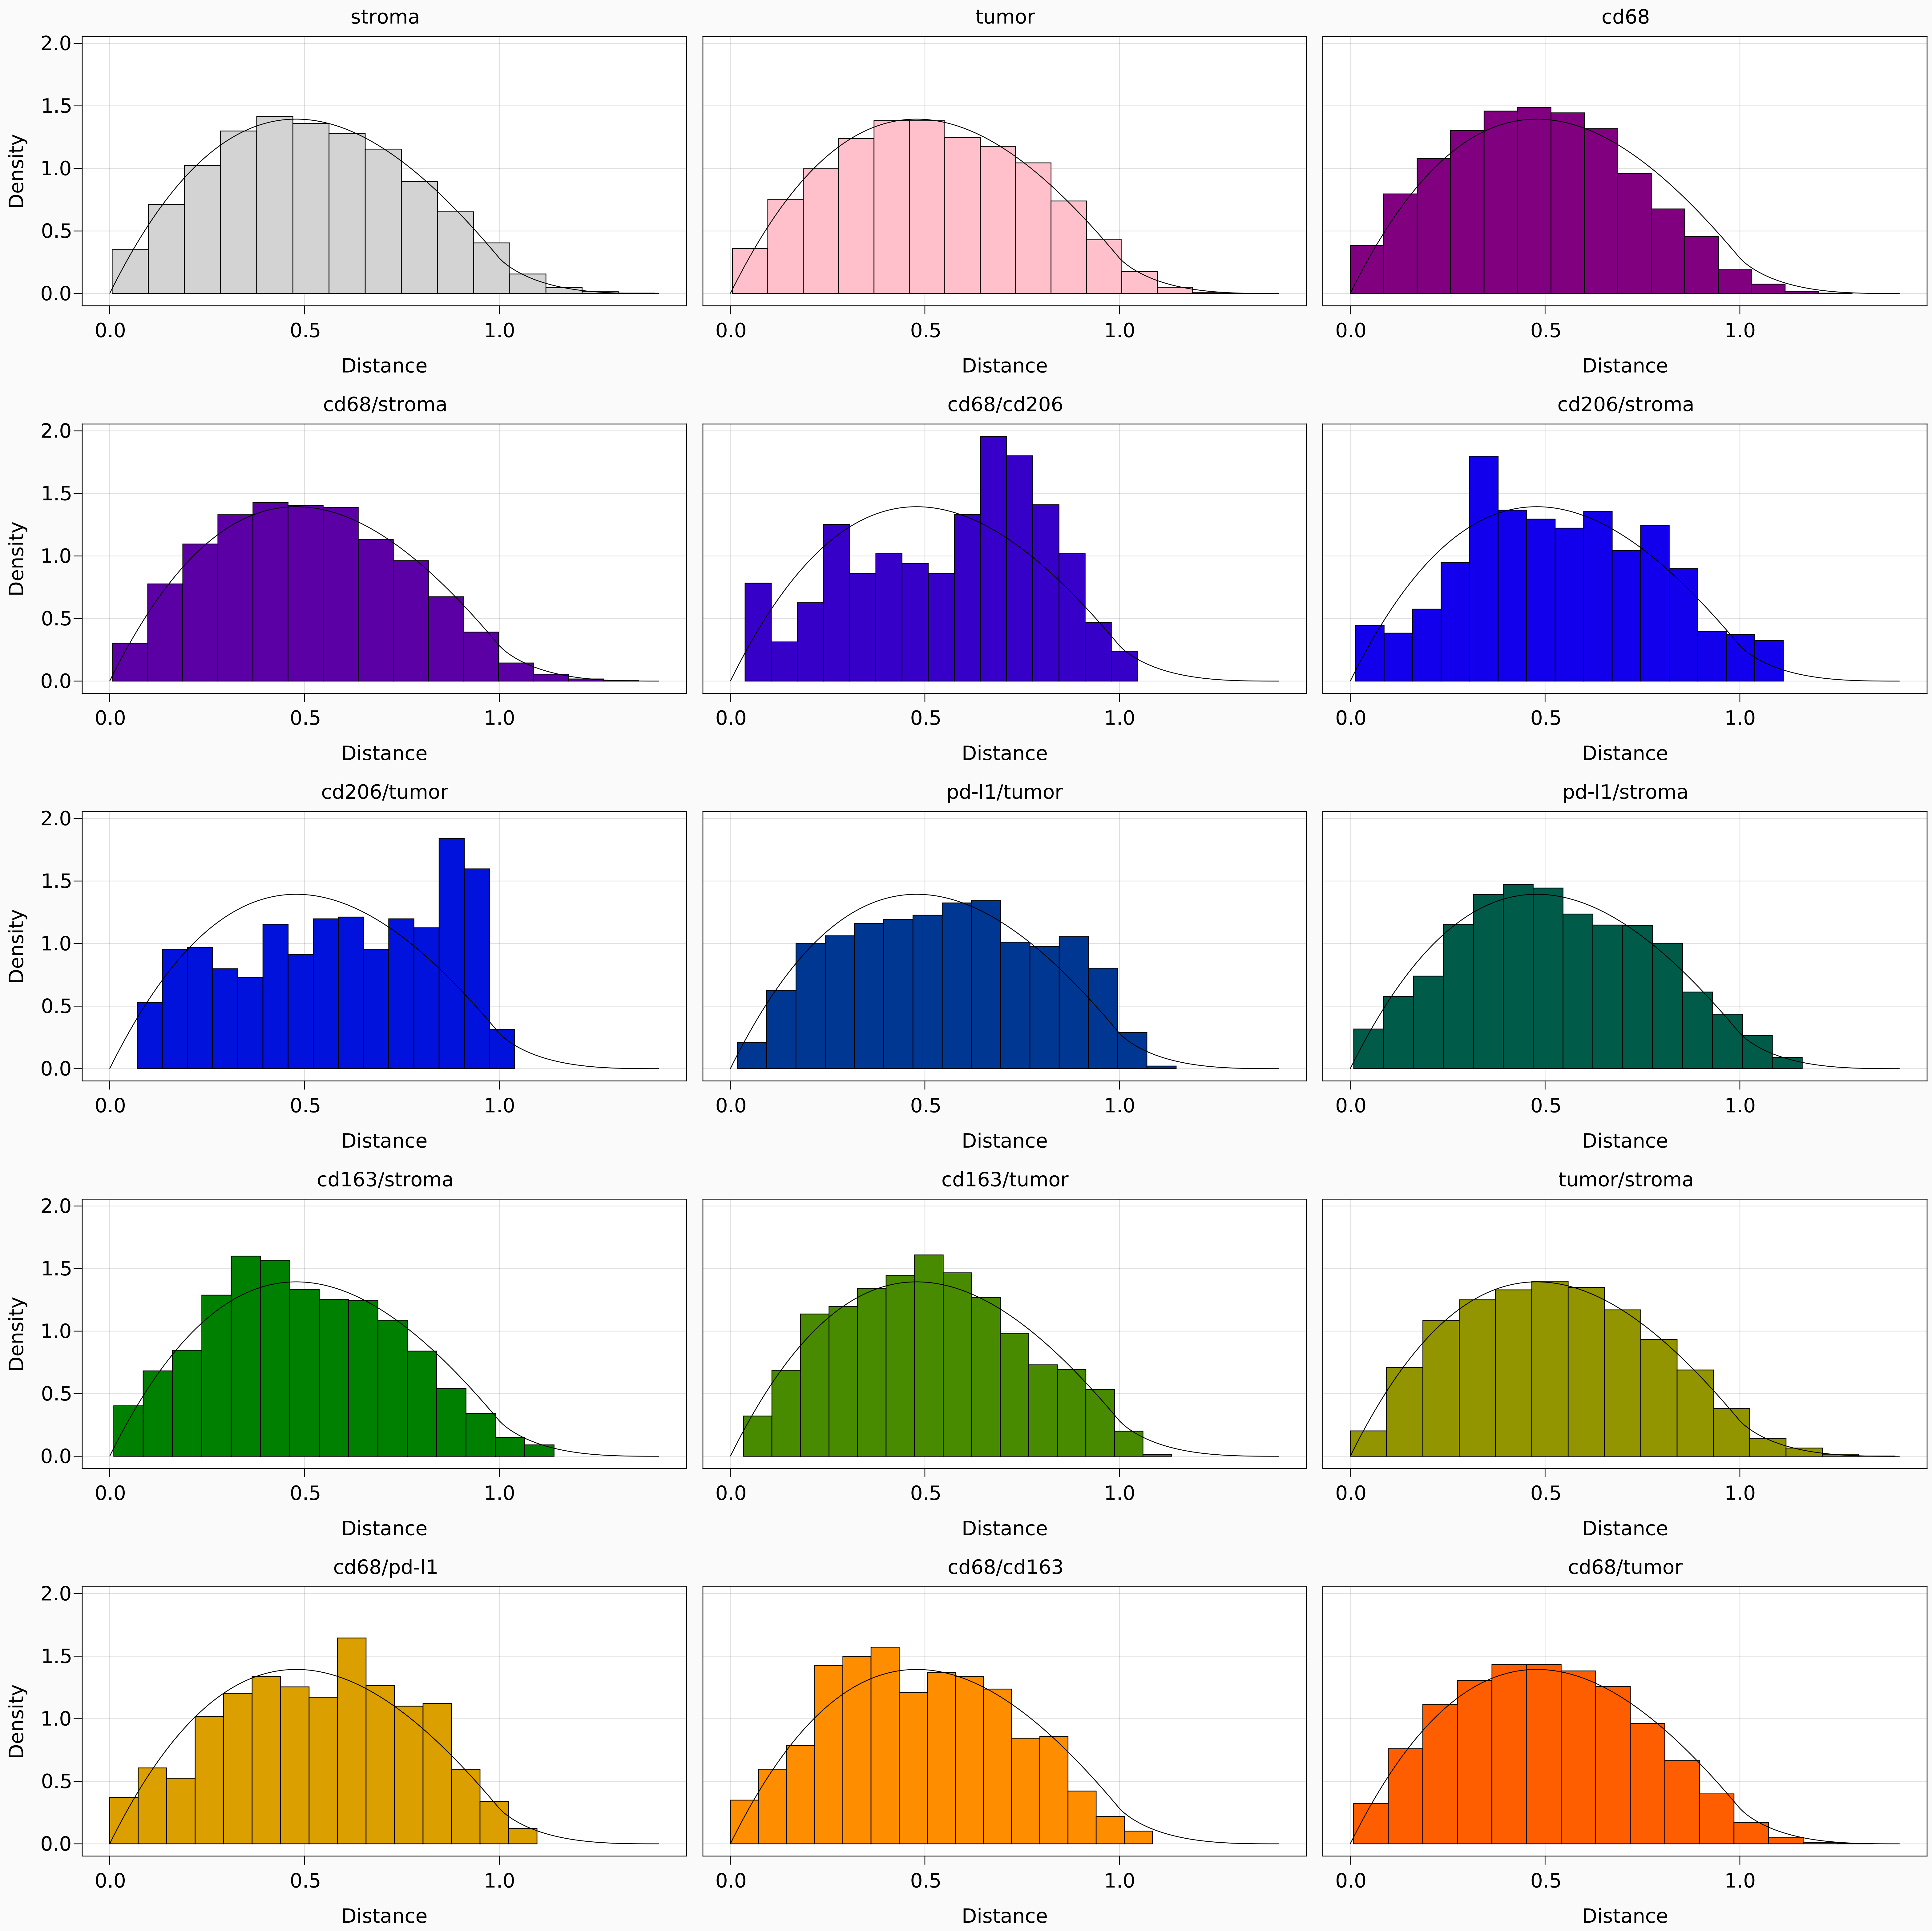 stroma tumor cd68
2.0
1.5
1.0
0.5
0.0
Density
0.0 0.5 1.0 0.0 0.5 1.0 0.0 0.5 1.0
Distance Distance Distance
cd68/stroma cd68/cd206 cd206/stroma
2.0
1.5
1.0
0.5
0.0
Density
0.0 0.5 1.0 0.0 0.5 1.0 0.0 0.5 1.0
Distance Distance Distance
cd206/tumor pd-l1/tumor pd-l1/stroma
2.0
1.5
1.0
0.5
0.0
Density
0.0 0.5 1.0 0.0 0.5 1.0 0.0 0.5 1.0
Distance Distance Distance
cd163/stroma cd163/tumor tumor/stroma
2.0
1.5
1.0
0.5
0.0
Density
0.0 0.5 1.0 0.0 0.5 1.0 0.0 0.5 1.0
Distance Distance Distance
cd68/pd-l1 cd68/cd163 cd68/tumor
2.0
1.5
1.0
0.5
0.0
Density
0.0 0.5 1.0 0.0 0.5 1.0 0.0 0.5 1.0
Distance Distance Distance